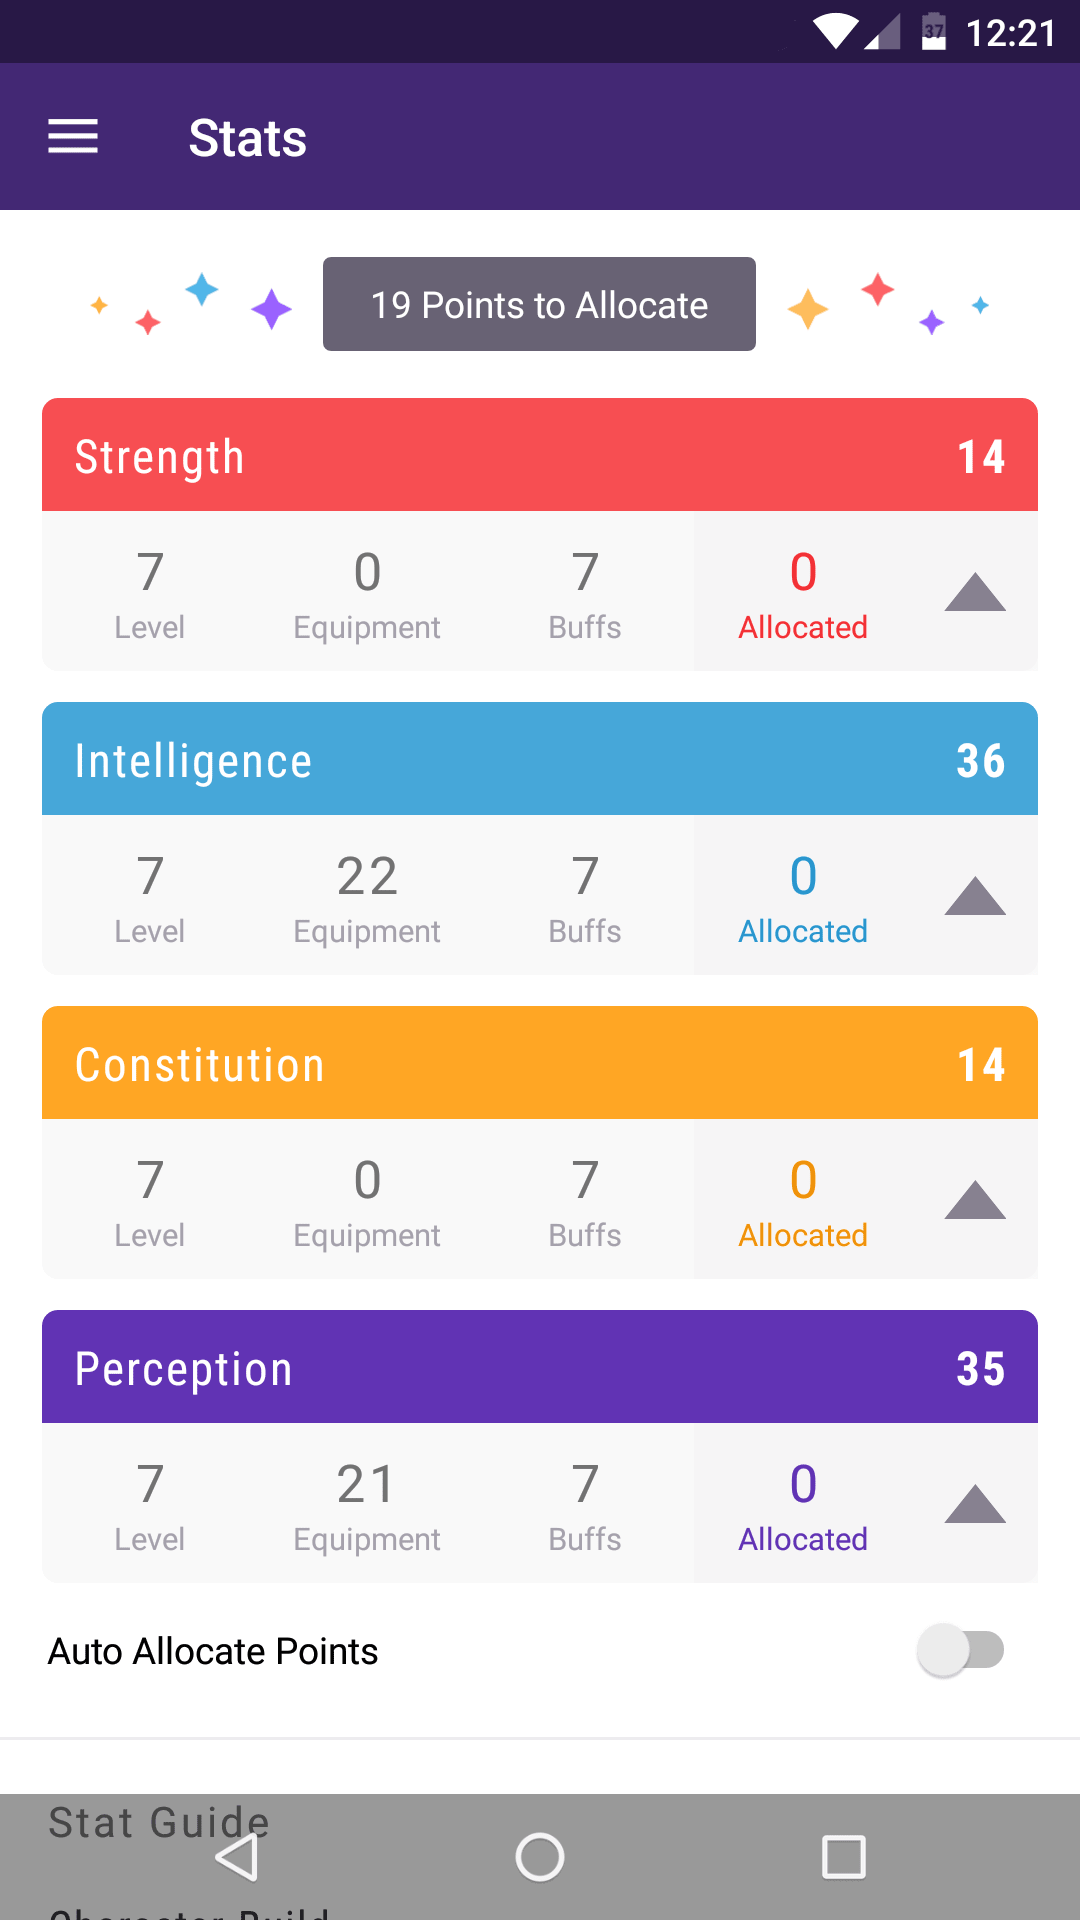 37 12:21
Stats
19 Points to Allocate
Strength 14
7 0 7 0
Level Equipment Buffs Allocated
Intelligence 36
7 22 7 0
Level Equipment Buffs Allocated
Constitution 14
7 0 7 0
Level Equipment Buffs Allocated
Perception 35
7 21 7 0
Level Equipment Buffs Allocated
Auto Allocate Points
Stat Guide
Character Build